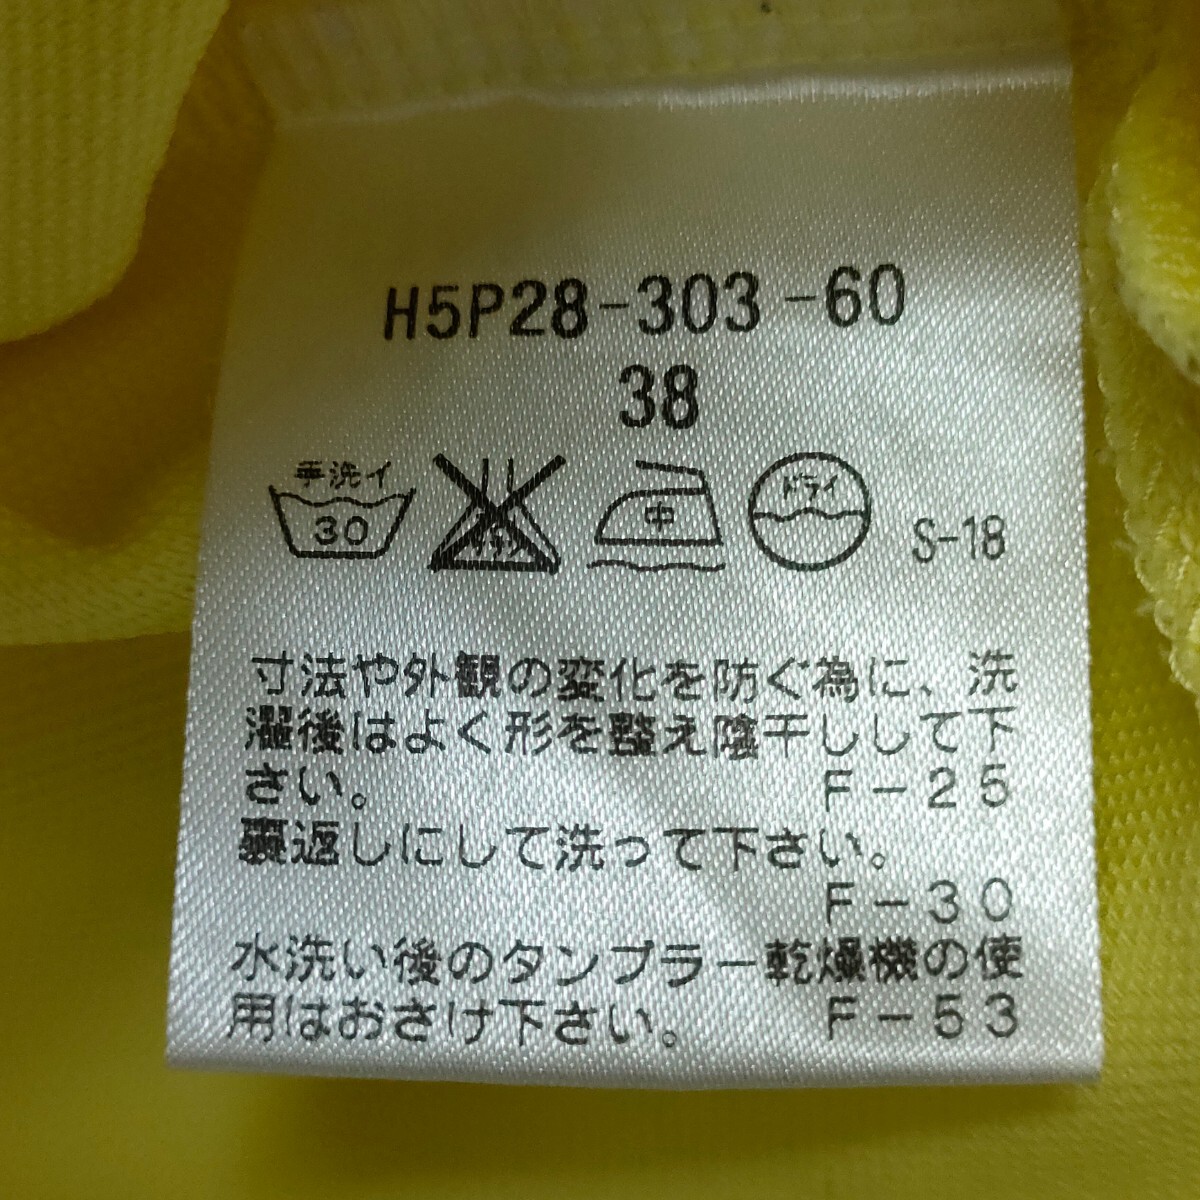 H5P28-303-60
38
手洗イ
30
エンソ
サラシ
中
ドライ
S-18
寸法や外観の変化を防ぐ為に、洗
濯後はよく形を整え陰干しして下
さい。 F-25
裏返しにして洗って下さい。
F-30
水洗い後のタンブラー乾燥機の使
用はおさけ下さい。 F-53